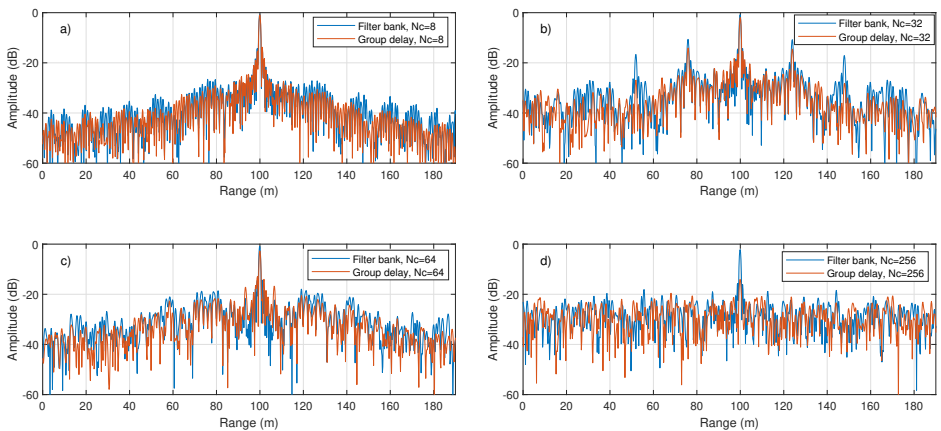 a)
Filter bank, Nc=8
Group delay, Nc=8
Amplitude (dB)
0
-20
-40
-60
0 20 40 60 80 100 120 140 160 180
Range (m)
b)
Filter bank, Nc=32
Group delay, Nc=32
Amplitude (dB)
0
-20
-40
-60
0 20 40 60 80 100 120 140 160 180
Range (m)
c)
Filter bank, Nc=64
Group delay, Nc=64
Amplitude (dB)
0
-20
-40
-60
0 20 40 60 80 100 120 140 160 180
Range (m)
d)
Filter bank, Nc=256
Group delay, Nc=256
Amplitude (dB)
0
-20
-40
-60
0 20 40 60 80 100 120 140 160 180
Range (m)